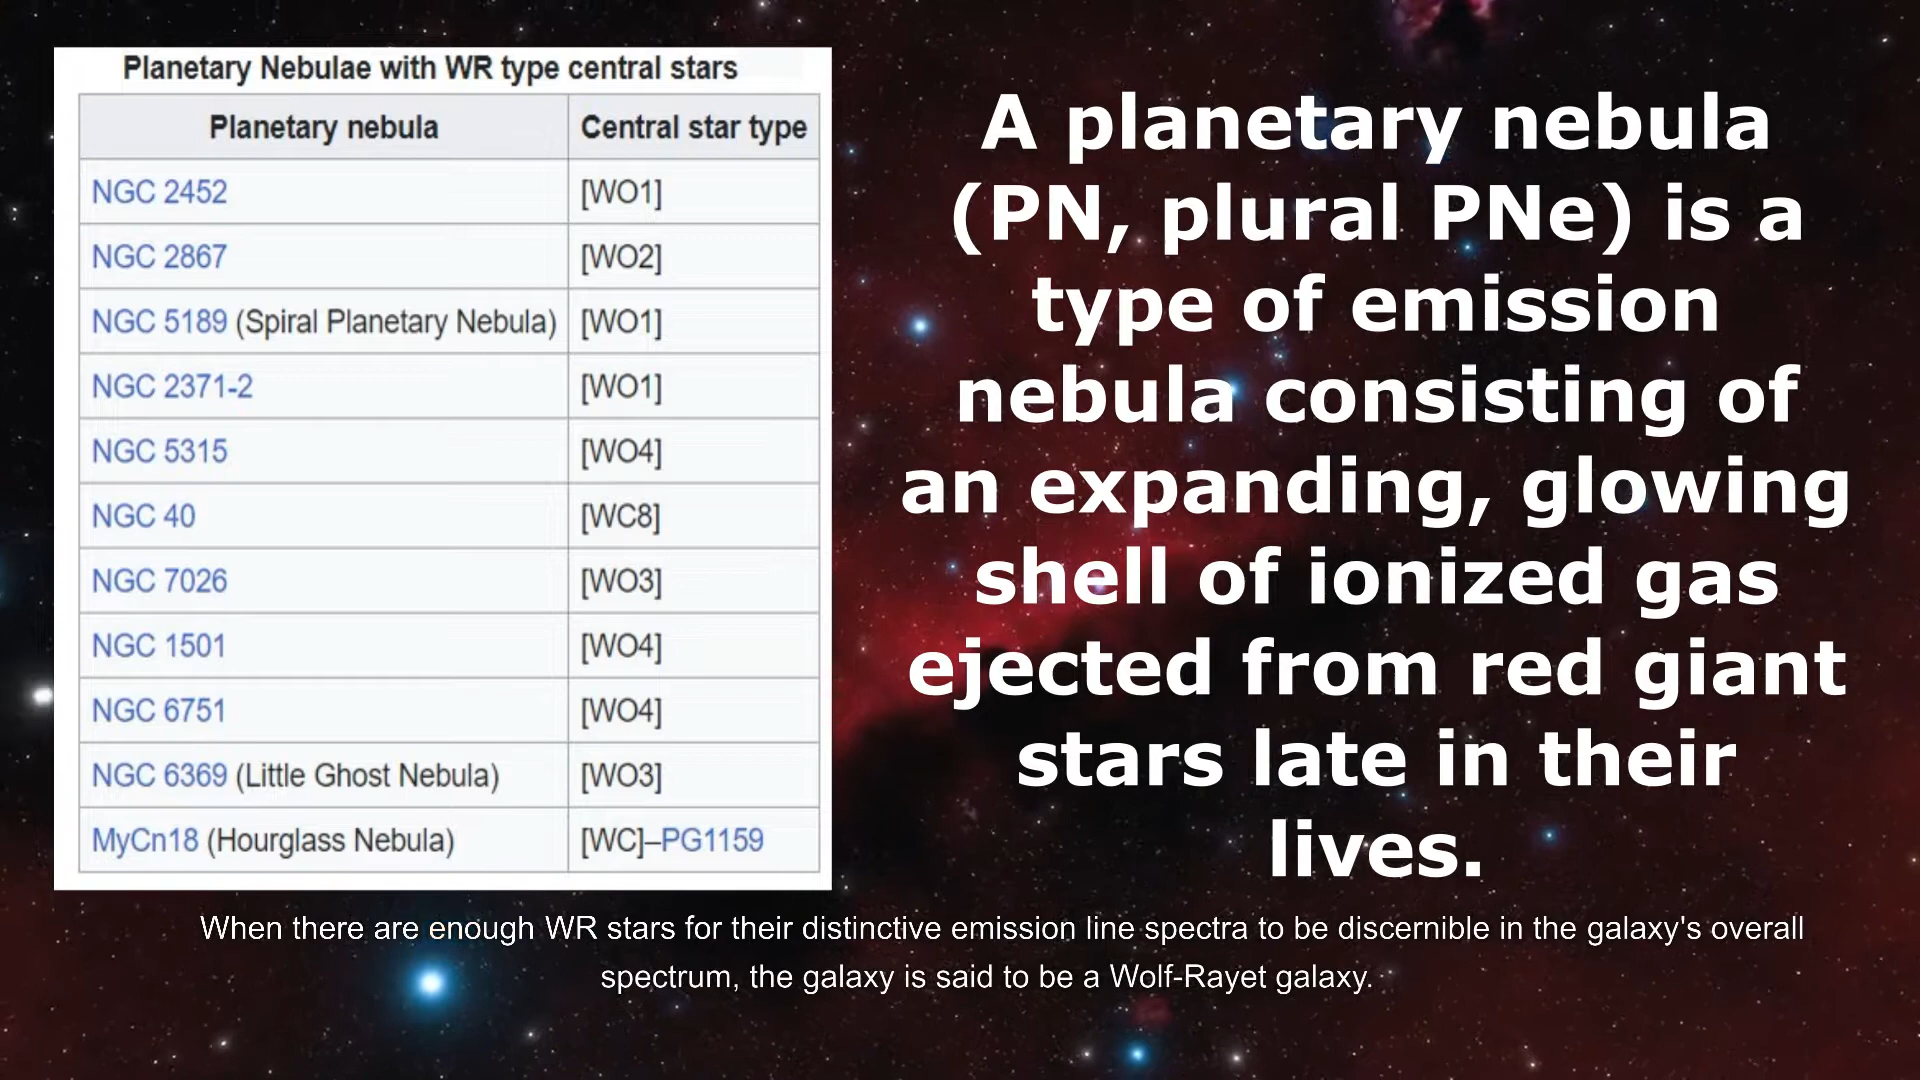 Planetary Nebulae with WR type central stars
Planetary nebula Central star type
NGC 2452 [WO1]
NGC 2867 [WO2]
NGC 5189 (Spiral Planetary Nebula) [WO1]
NGC 2371-2 [WO1]
NGC 5315 [WO4]
NGC 40 [WC8]
NGC 7026 [WO3]
NGC 1501 [WO4]
NGC 6751 [WO4]
NGC 6369 (Little Ghost Nebula) [WO3]
MyCn18 (Hourglass Nebula) [WC]–PG1159
A planetary nebula
(PN, plural PNe) is a
type of emission
nebula consisting of
an expanding, glowing
shell of ionized gas
ejected from red giant
stars late in their
lives.
When there are enough WR stars for their distinctive emission line spectra to be discernible in the galaxy's overall
spectrum, the galaxy is said to be a Wolf-Rayet galaxy.